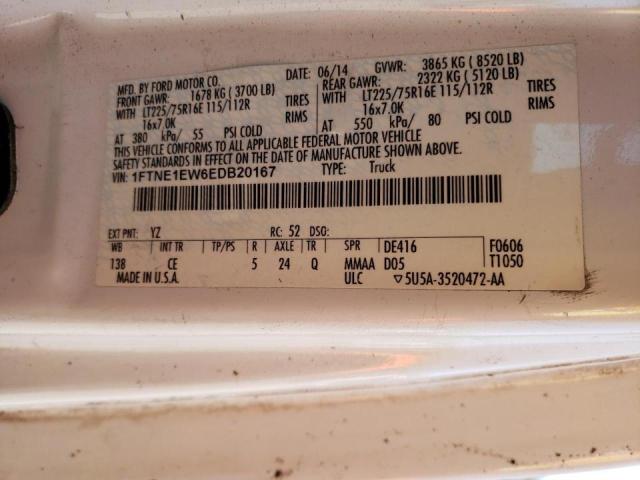 MFD. BY FORD MOTOR CO. DATE: 06/14 GVWR: 3865 KG ( 8520 LB)
FRONT GAWR: 1678 KG ( 3700 LB) REAR GAWR: 2322 KG ( 5120 LB)
WITH LT225/75R16E 115/112R TIRES WITH LT225/75R16E 115/112R TIRES
16x7.0K RIMS 16x7.0K RIMS
AT 380 kPa/ 55 PSI COLD AT 550 kPa/ 80 PSI COLD
THIS VEHICLE CONFORMS TO ALL APPLICABLE FEDERAL MOTOR VEHICLE
SAFETY STANDARDS IN EFFECT ON THE DATE OF MANUFACTURE SHOWN ABOVE.
VIN: 1FTNE1EW6EDB20167 TYPE: Truck
EXT PNT: YZ RC: 52 DSO:
WB INT TR TP/PS R AXLE TR SPR DE416 F0606
138 CE 5 24 Q MMAA D05 T1050
MADE IN U.S.A. ULC ▽5U5A-3520472-AA